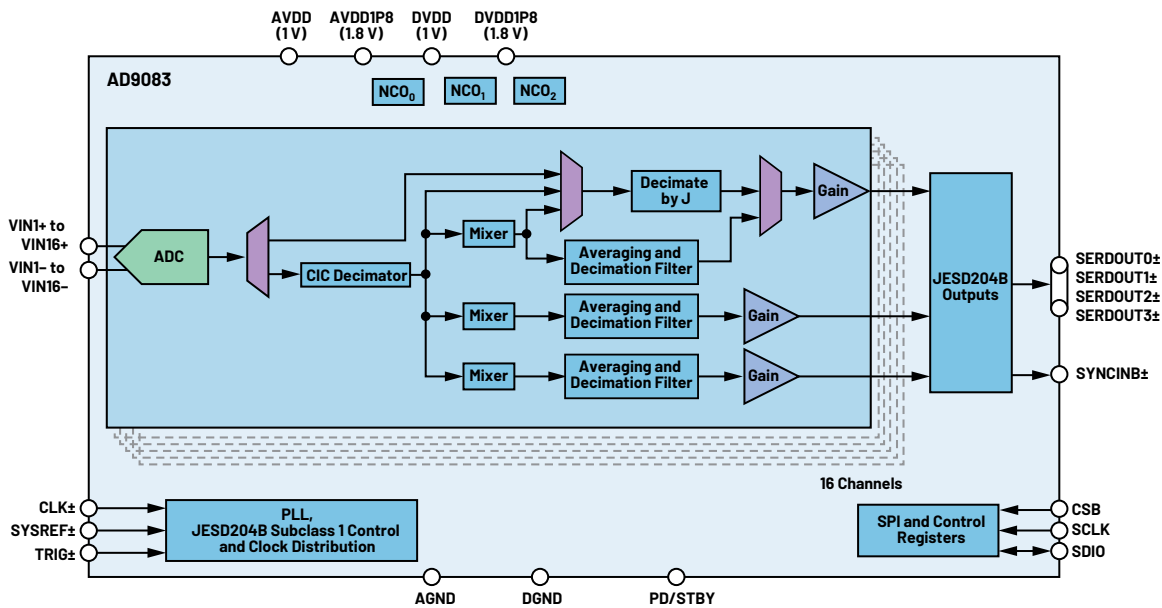 AVDD
(1 V)
AVDD1P8
(1.8 V)
DVDD
(1 V)
DVDD1P8
(1.8 V)
AD9083
NCO₀
NCO₁
NCO₂
VIN1+ to
VIN16+
VIN1– to
VIN16–
ADC
CIC Decimator
Mixer
Decimate
by J
Gain
Averaging and
Decimation Filter
Mixer
Averaging and
Decimation Filter
Gain
Mixer
Averaging and
Decimation Filter
Gain
JESD204B
Outputs
SERDOUT0±
SERDOUT1±
SERDOUT2±
SERDOUT3±
SYNCINB±
16 Channels
CLK±
SYSREF±
TRIG±
PLL,
JESD204B Subclass 1 Control
and Clock Distribution
SPI and Control
Registers
CSB
SCLK
SDIO
AGND
DGND
PD/STBY